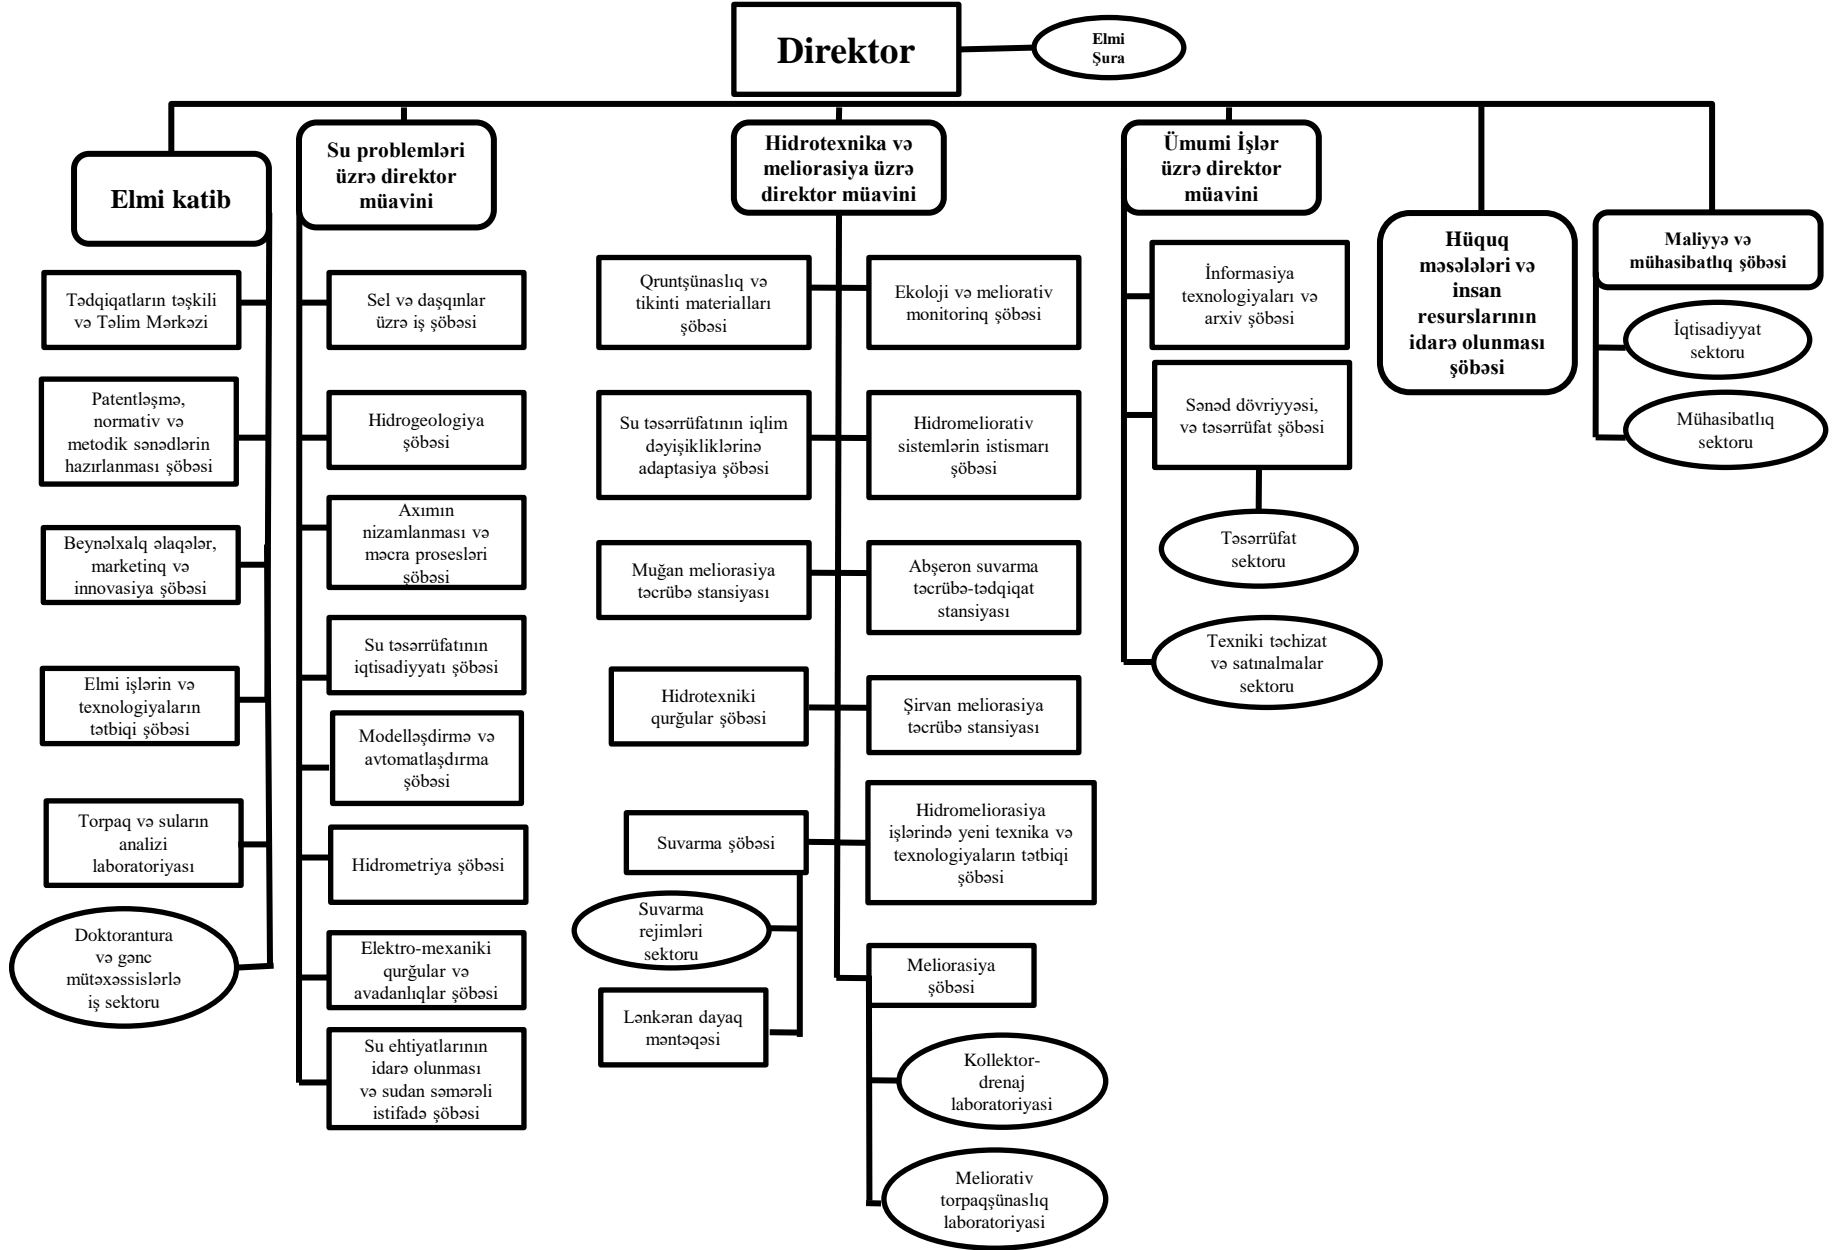 Direktor
Elmi
Şura
Elmi katib
Tədqiqatların təşkili
və Təlim Mərkəzi
Patentləşmə,
normativ və
metodik sənədlərin
hazırlanması şöbəsi
Beynəlxalq əlaqələr,
marketinq və
innovasiya şöbəsi
Elmi işlərin və
texnologiyaların
tətbiqi şöbəsi
Torpaq və suların
analizi
laboratoriyası
Doktorantura
və gənc
mütəxəssislərlə
iş sektoru
Su problemləri
üzrə direktor
müavini
Sel və daşqınlar
üzrə iş şöbəsi
Hidrogeologiya
şöbəsi
Axımın
nizamlanması və
məcra prosesləri
şöbəsi
Su təsərrüfatının
iqtisadiyyatı şöbəsi
Modelləşdirmə və
avtomatlaşdırma
şöbəsi
Hidrometriya şöbəsi
Elektro-mexaniki
qurğular və
avadanlıqlar şöbəsi
Su ehtiyatlarının
idarə olunması
və sudan səmərəli
istifadə şöbəsi
Hidrotexnika və
meliorasiya üzrə
direktor müavini
Qruntşünaslıq və
tikinti materialları
şöbəsi
Ekoloji və meliorativ
monitorinq şöbəsi
Su təsərrüfatının iqlim
dəyişikliklərinə
adaptasiya şöbəsi
Hidromeliorativ
sistemlərin istismarı
şöbəsi
Muğan meliorasiya
təcrübə stansiyası
Abşeron suvarma
təcrübə-tədqiqat
stansiyası
Hidrotexniki
qurğular şöbəsi
Şirvan meliorasiya
təcrübə stansiyası
Suvarma şöbəsi
Hidromeliorasiya
işlərində yeni texnika və
texnologiyaların tətbiqi
şöbəsi
Suvarma
rejimləri
sektoru
Lənkəran dayaq
məntəqəsi
Meliorasiya
şöbəsi
Kollektor-
drenaj
laboratoriyasi
Meliorativ
torpaqşünaslıq
laboratoriyasi
Ümumi İşlər
üzrə direktor
müavini
İnformasiya
texnologiyaları və
arxiv şöbəsi
Sənəd dövriyyəsi,
və təsərrüfat şöbəsi
Təsərrüfat
sektoru
Texniki təchizat
və satınalmalar
sektoru
Hüquq
məsələləri və
insan
resurslarının
idarə olunması
şöbəsi
Maliyyə və
mühasibatlıq şöbəsi
İqtisadiyyat
sektoru
Mühasibatlıq
sektoru